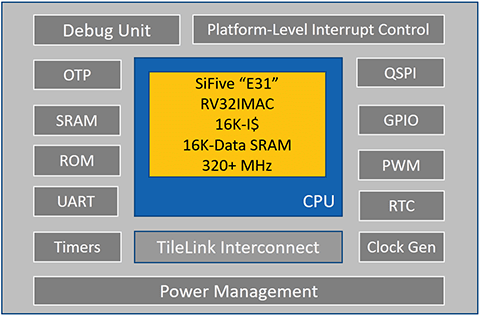 Debug Unit
Platform-Level Interrupt Control
OTP
SiFive “E31”
RV32IMAC
16K-I$
16K-Data SRAM
320+ MHz
CPU
QSPI
SRAM
GPIO
ROM
PWM
UART
RTC
Timers
TileLink Interconnect
Clock Gen
Power Management